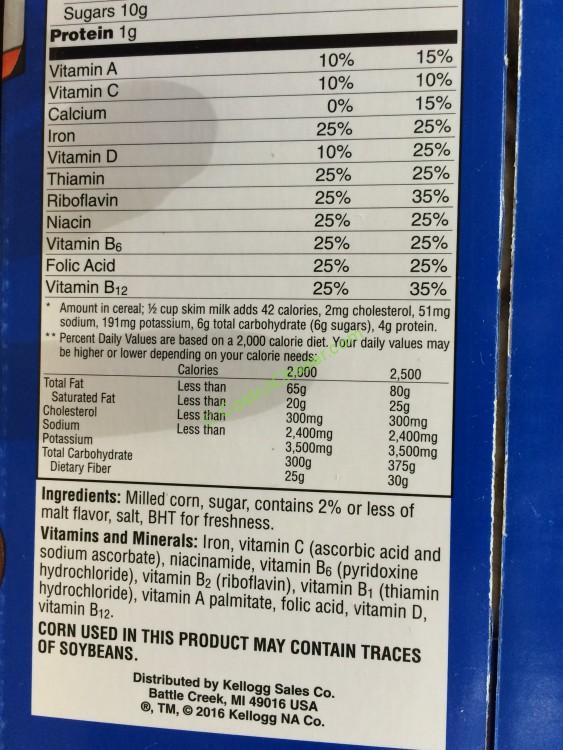 Sugars 10g
Protein 1g
Vitamin A 10% 15%
Vitamin C 10% 10%
Calcium 0% 15%
Iron 25% 25%
Vitamin D 10% 25%
Thiamin 25% 25%
Riboflavin 25% 35%
Niacin 25% 25%
Vitamin B6 25% 25%
Folic Acid 25% 25%
Vitamin B12 25% 35%
* Amount in cereal; ½ cup skim milk adds 42 calories, 2mg cholesterol, 51mg
sodium, 191mg potassium, 6g total carbohydrate (6g sugars), 4g protein.
** Percent Daily Values are based on a 2,000 calorie diet. Your daily values may
be higher or lower depending on your calorie needs:
Calories 2,000 2,500
Total Fat Less than 65g 80g
Saturated Fat Less than 20g 25g
Cholesterol Less than 300mg 300mg
Sodium Less than 2,400mg 2,400mg
Potassium 3,500mg 3,500mg
Total Carbohydrate 300g 375g
Dietary Fiber 25g 30g
Ingredients: Milled corn, sugar, contains 2% or less of
malt flavor, salt, BHT for freshness.
Vitamins and Minerals: Iron, vitamin C (ascorbic acid and
sodium ascorbate), niacinamide, vitamin B6 (pyridoxine
hydrochloride), vitamin B2 (riboflavin), vitamin B1 (thiamin
hydrochloride), vitamin A palmitate, folic acid, vitamin D,
vitamin B12.
CORN USED IN THIS PRODUCT MAY CONTAIN TRACES
OF SOYBEANS.
Distributed by Kellogg Sales Co.
Battle Creek, MI 49016 USA
®, TM, © 2016 Kellogg NA Co.